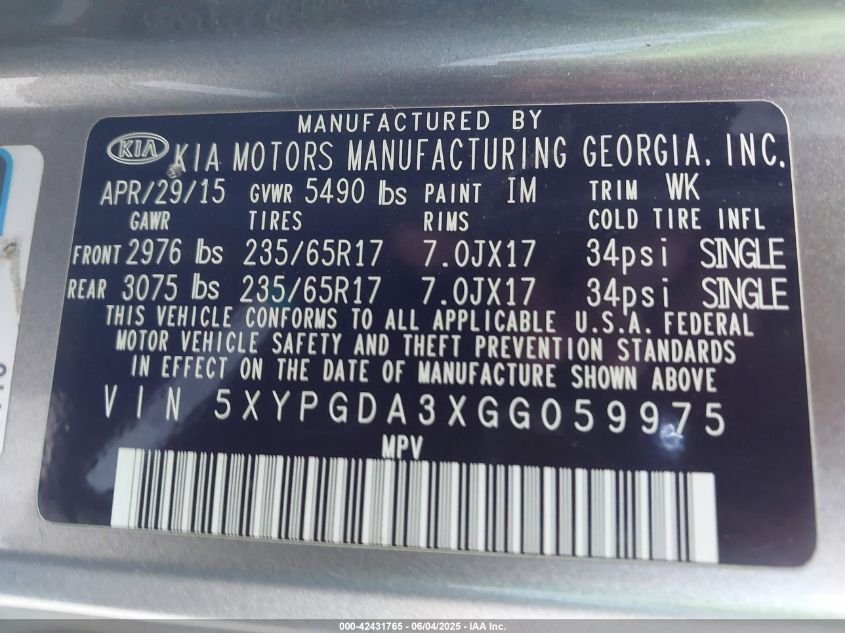 MANUFACTURED BY
KIA KIA MOTORS MANUFACTURING GEORGIA, INC.
APR/29/15 GVWR 5490 lbs PAINT IM TRIM WK
GAWR TIRES RIMS COLD TIRE INFL
FRONT 2976 lbs 235/65R17 7.0JX17 34psi SINGLE
REAR 3075 lbs 235/65R17 7.0JX17 34psi SINGLE
THIS VEHICLE CONFORMS TO ALL APPLICABLE U.S.A. FEDERAL
MOTOR VEHICLE SAFETY AND THEFT PREVENTION STANDARDS
IN EFFECT ON THE DATE OF MANUFACTURE SHOWN ABOVE
VIN 5XYPGDA3XGG059975
MPV
000-42431765 - 06/04/2025 - IAA Inc.